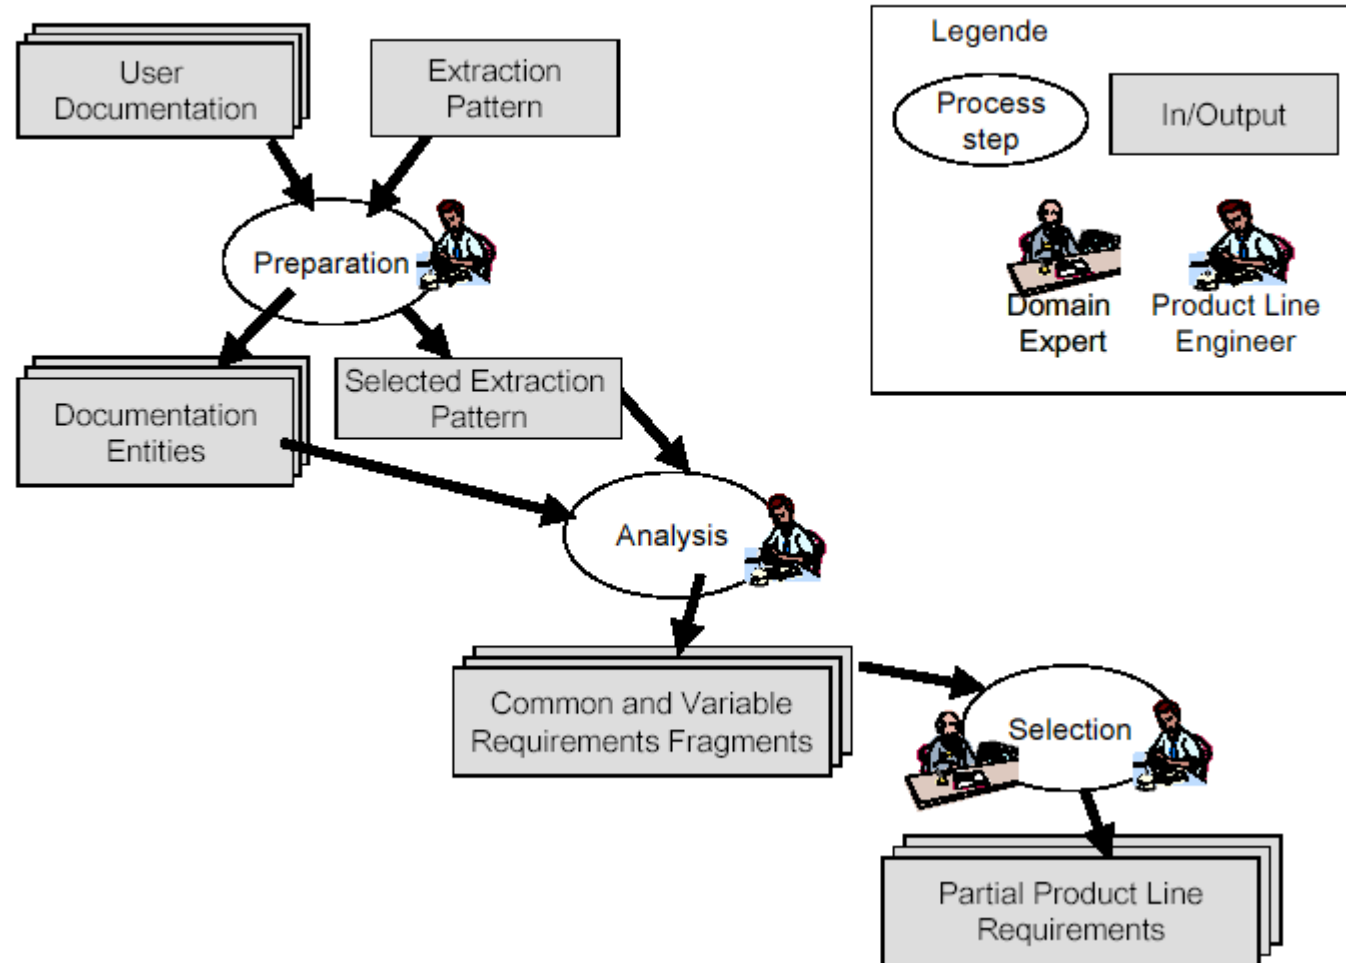 User
Documentation
Extraction
Pattern
Legende
Process
step
In/Output
Domain
Expert
Product Line
Engineer
Preparation
Documentation
Entities
Selected Extraction
Pattern
Analysis
Common and Variable
Requirements Fragments
Selection
Partial Product Line
Requirements